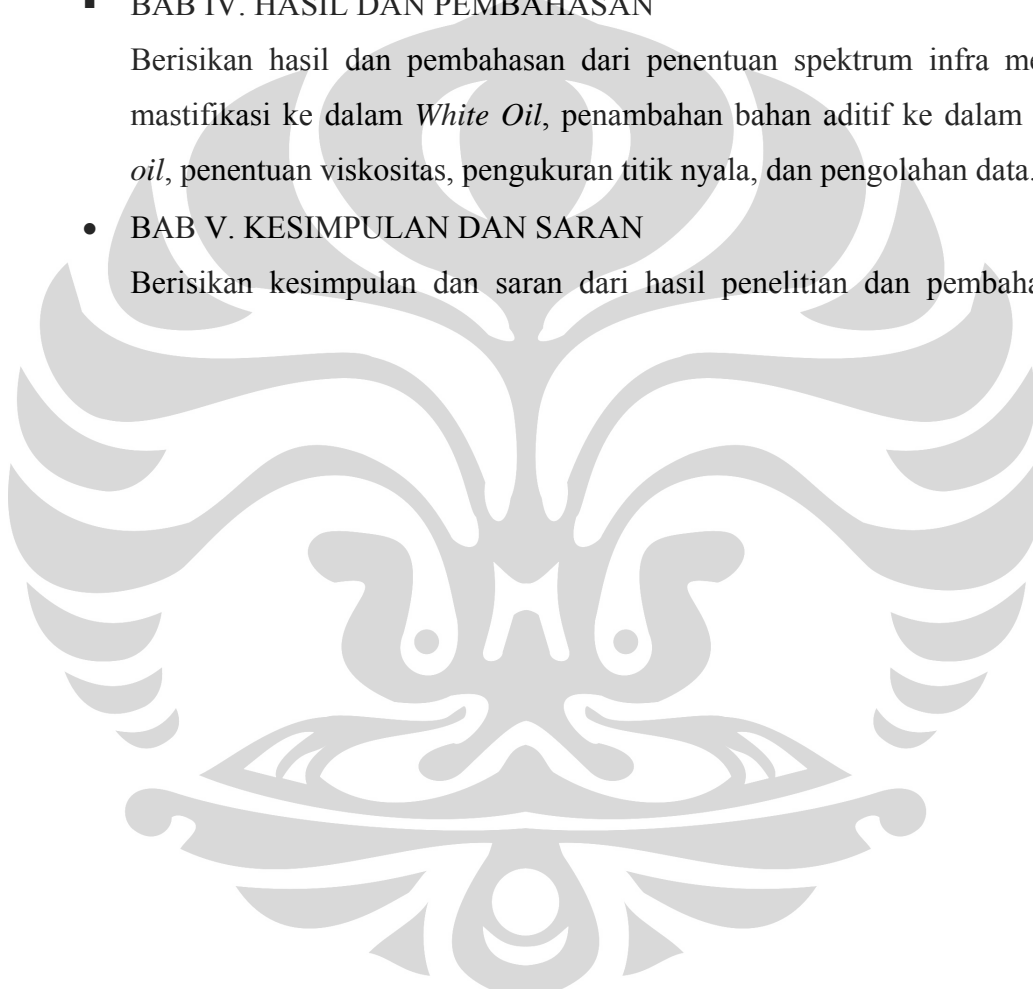 ▪ BAB IV. HASIL DAN PEMBAHASAN
Berisikan hasil dan pembahasan dari penentuan spektrum infra
mastifikasi ke dalam White Oil, penambahan bahan aditif ke dalam
oil, penentuan viskositas, pengukuran titik nyala, dan pengolahan data.
• BAB V. KESIMPULAN DAN SARAN
Berisikan kesimpulan dan saran dari hasil penelitian dan